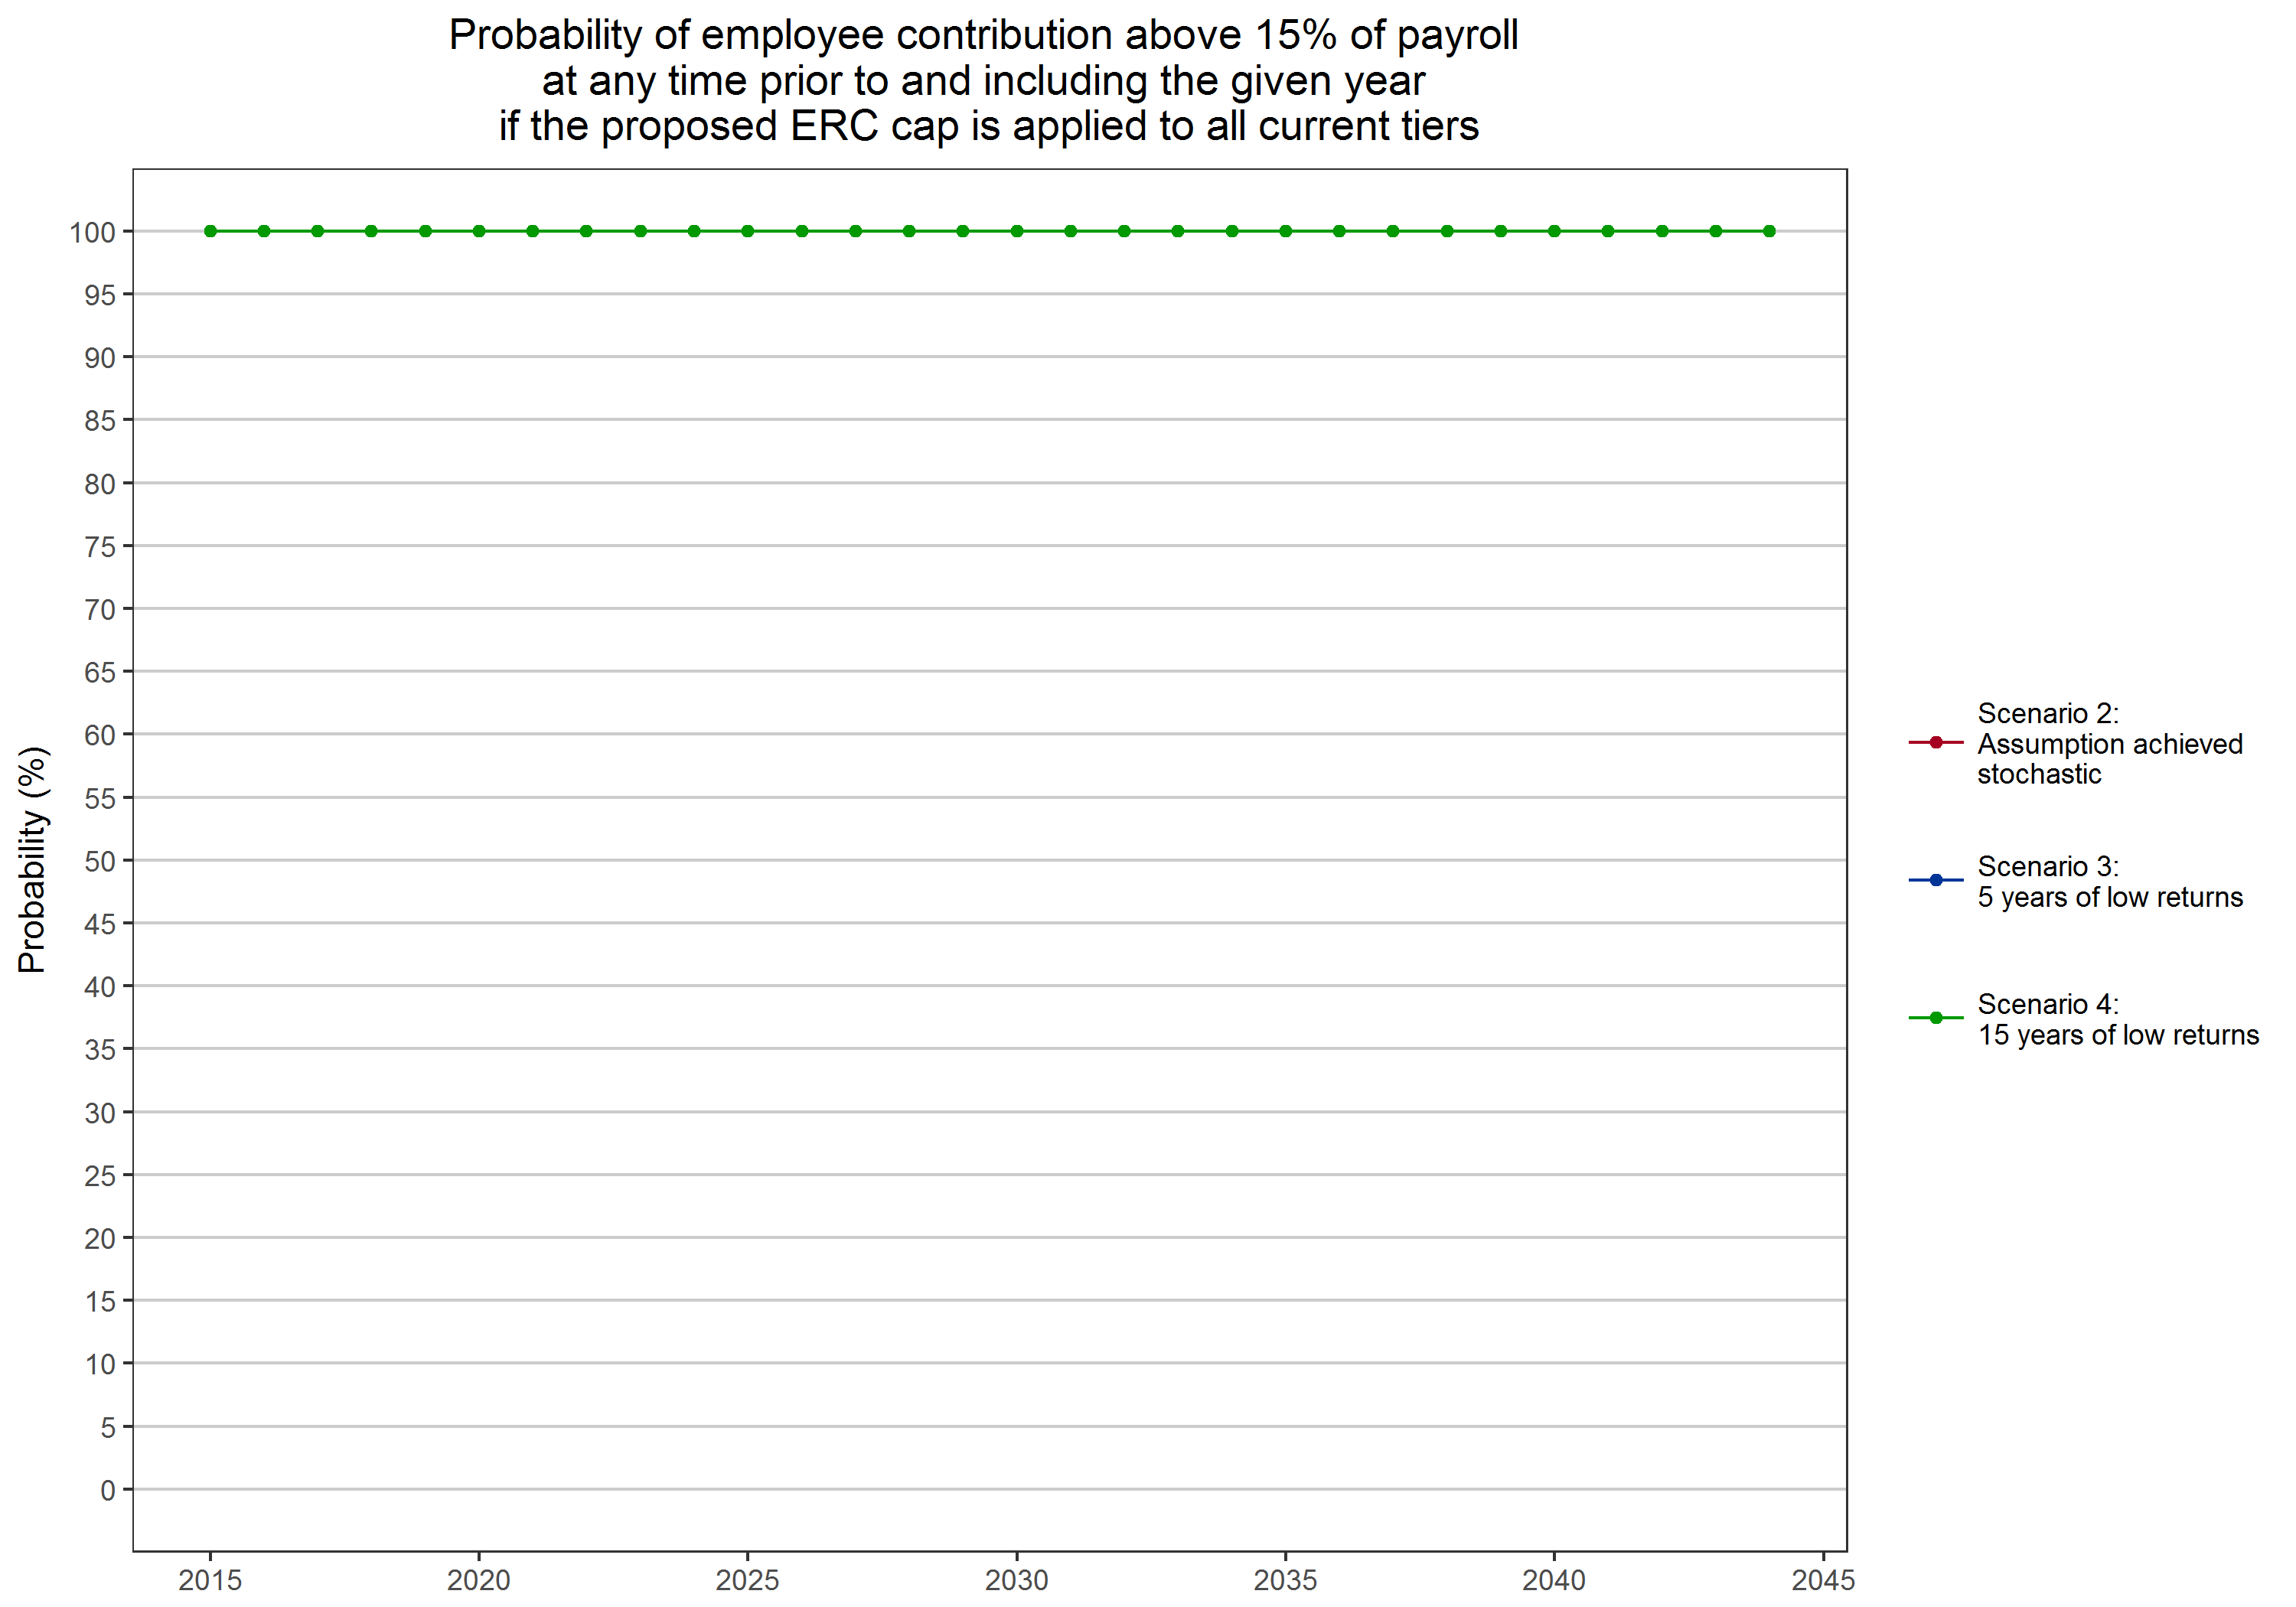 Probability of employee contribution above 15% of payroll
at any time prior to and including the given year
if the proposed ERC cap is applied to all current tiers
Probability (%)
100
95
90
85
80
75
70
65
60
55
50
45
40
35
30
25
20
15
10
5
0
2015
2020
2025
2030
2035
2040
2045
Scenario 2:
Assumption achieved
stochastic
Scenario 3:
5 years of low returns
Scenario 4:
15 years of low returns